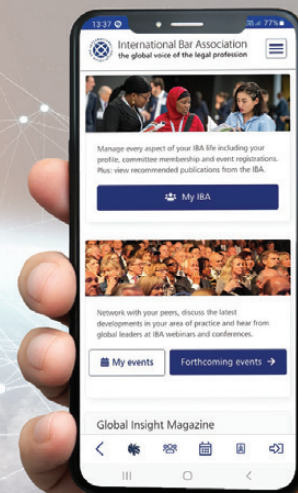 13:37
77%
International Bar Association
the global voice of the legal profession
Manage every aspect of your IBA life including your
profile, committee membership and event registrations.
Plus: view recommended publications from the IBA.
My IBA
Network with your peers, discuss the latest
developments in your area of practice and hear from
global leaders at IBA webinars and conferences.
My events
Forthcoming events →
Global Insight Magazine